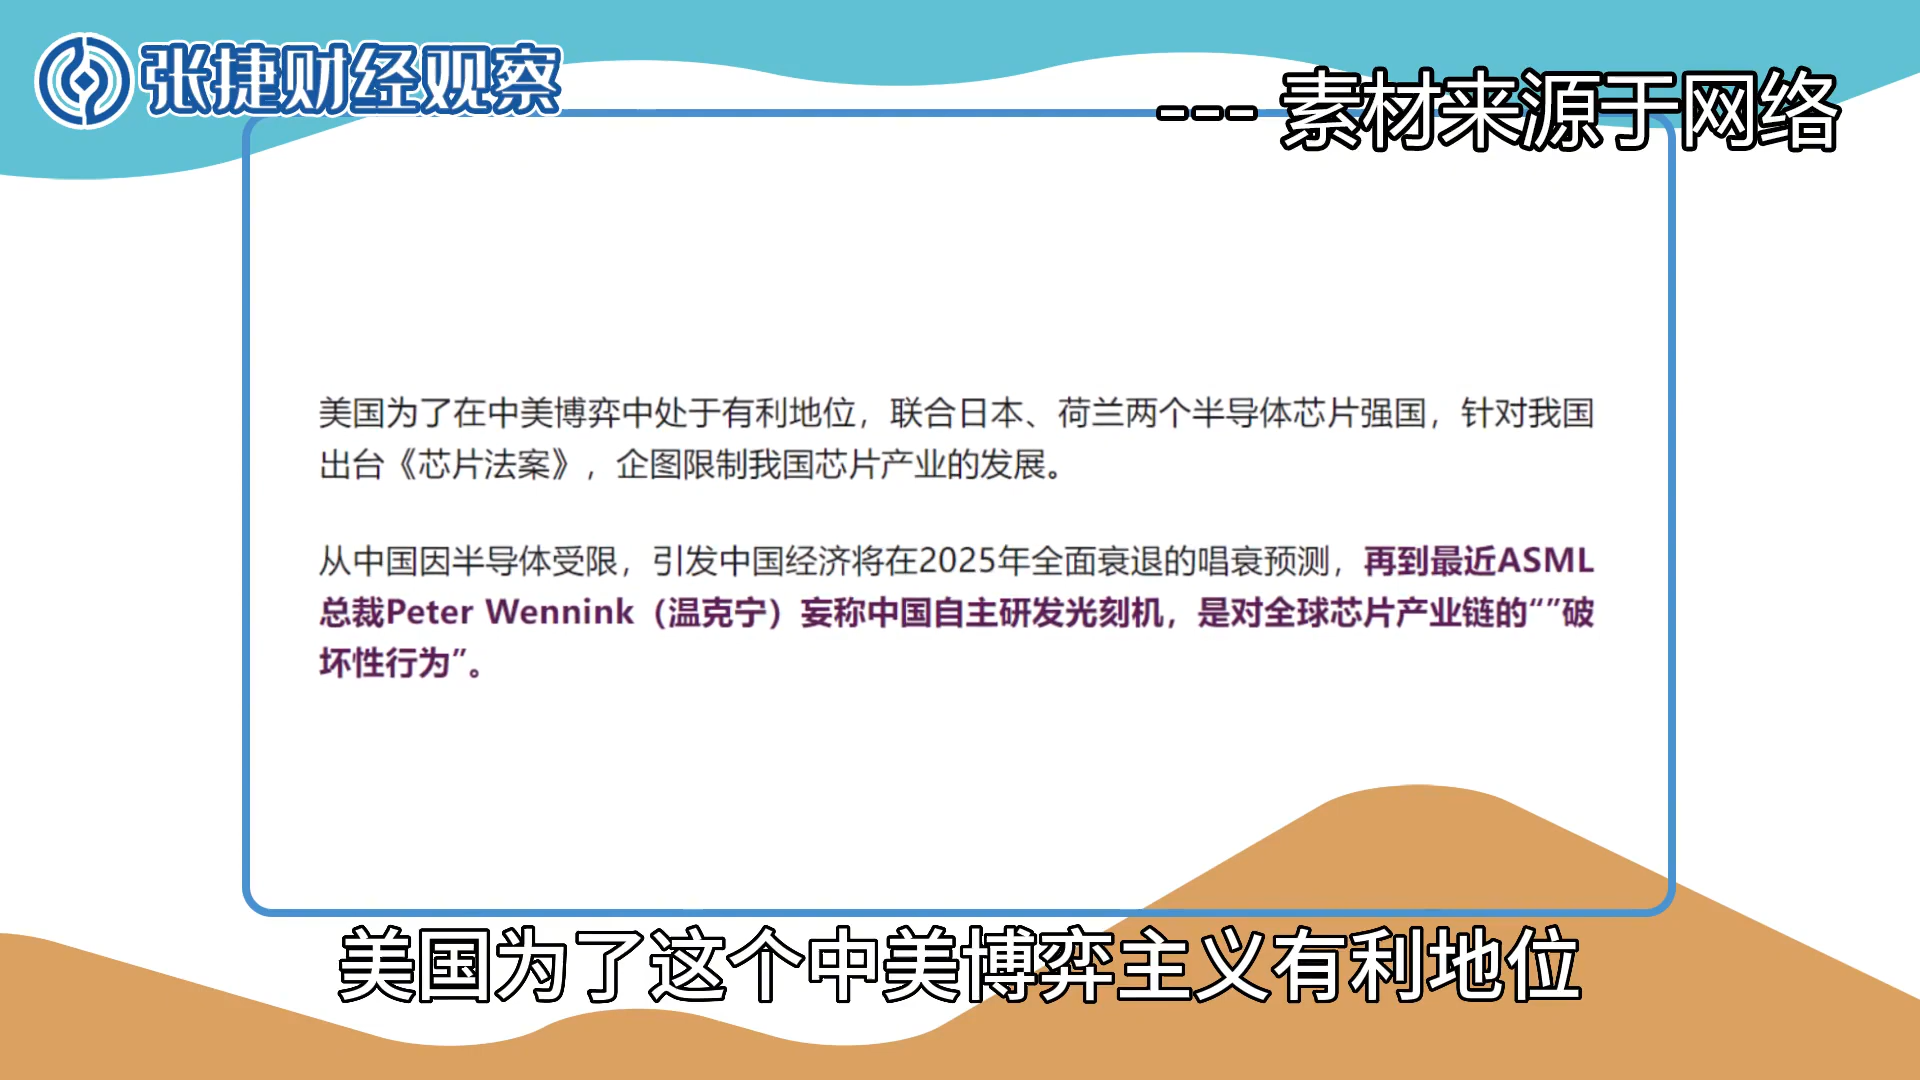 张捷财经观察
--- 素材来源于网络
美国为了在中美博弈中处于有利地位，联合日本、荷兰两个半导体芯片强国，针对我国
出台《芯片法案》，企图限制我国芯片产业的发展。
从中国因半导体受限，引发中国经济将在2025年全面衰退的唱衰预测，再到最近ASML
总裁Peter Wennink（温克宁）妄称中国自主研发光刻机，是对全球芯片产业链的“”破
坏性行为”。
美国为了这个中美博弈主义有利地位